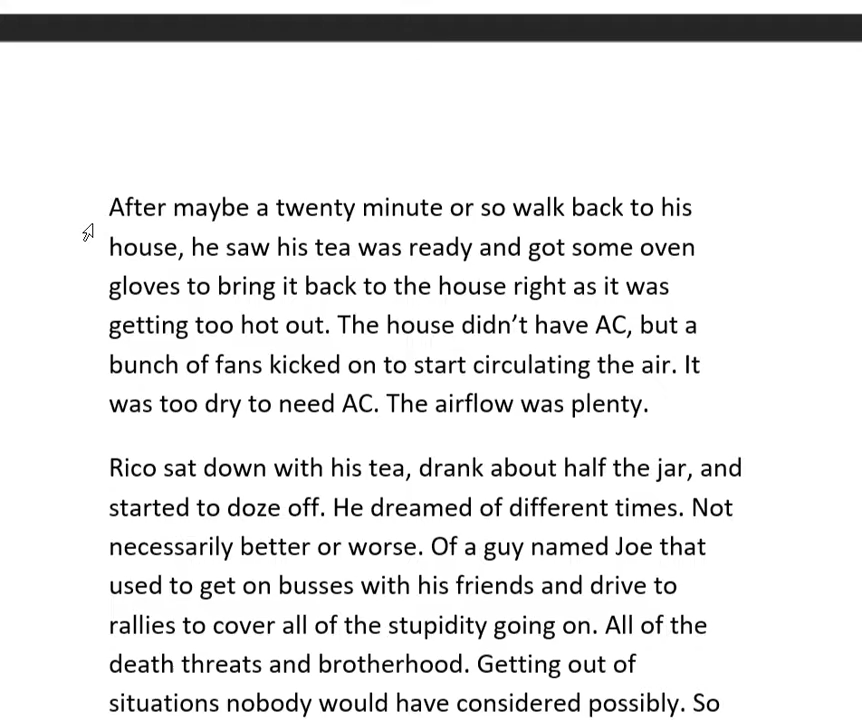 After maybe a twenty minute or so walk back to his
house, he saw his tea was ready and got some oven
gloves to bring it back to the house right as it was
getting too hot out. The house didn’t have AC, but a
bunch of fans kicked on to start circulating the air. It
was too dry to need AC. The airflow was plenty.
Rico sat down with his tea, drank about half the jar, and
started to doze off. He dreamed of different times. Not
necessarily better or worse. Of a guy named Joe that
used to get on busses with his friends and drive to
rallies to cover all of the stupidity going on. All of the
death threats and brotherhood. Getting out of
situations nobody would have considered possibly. So